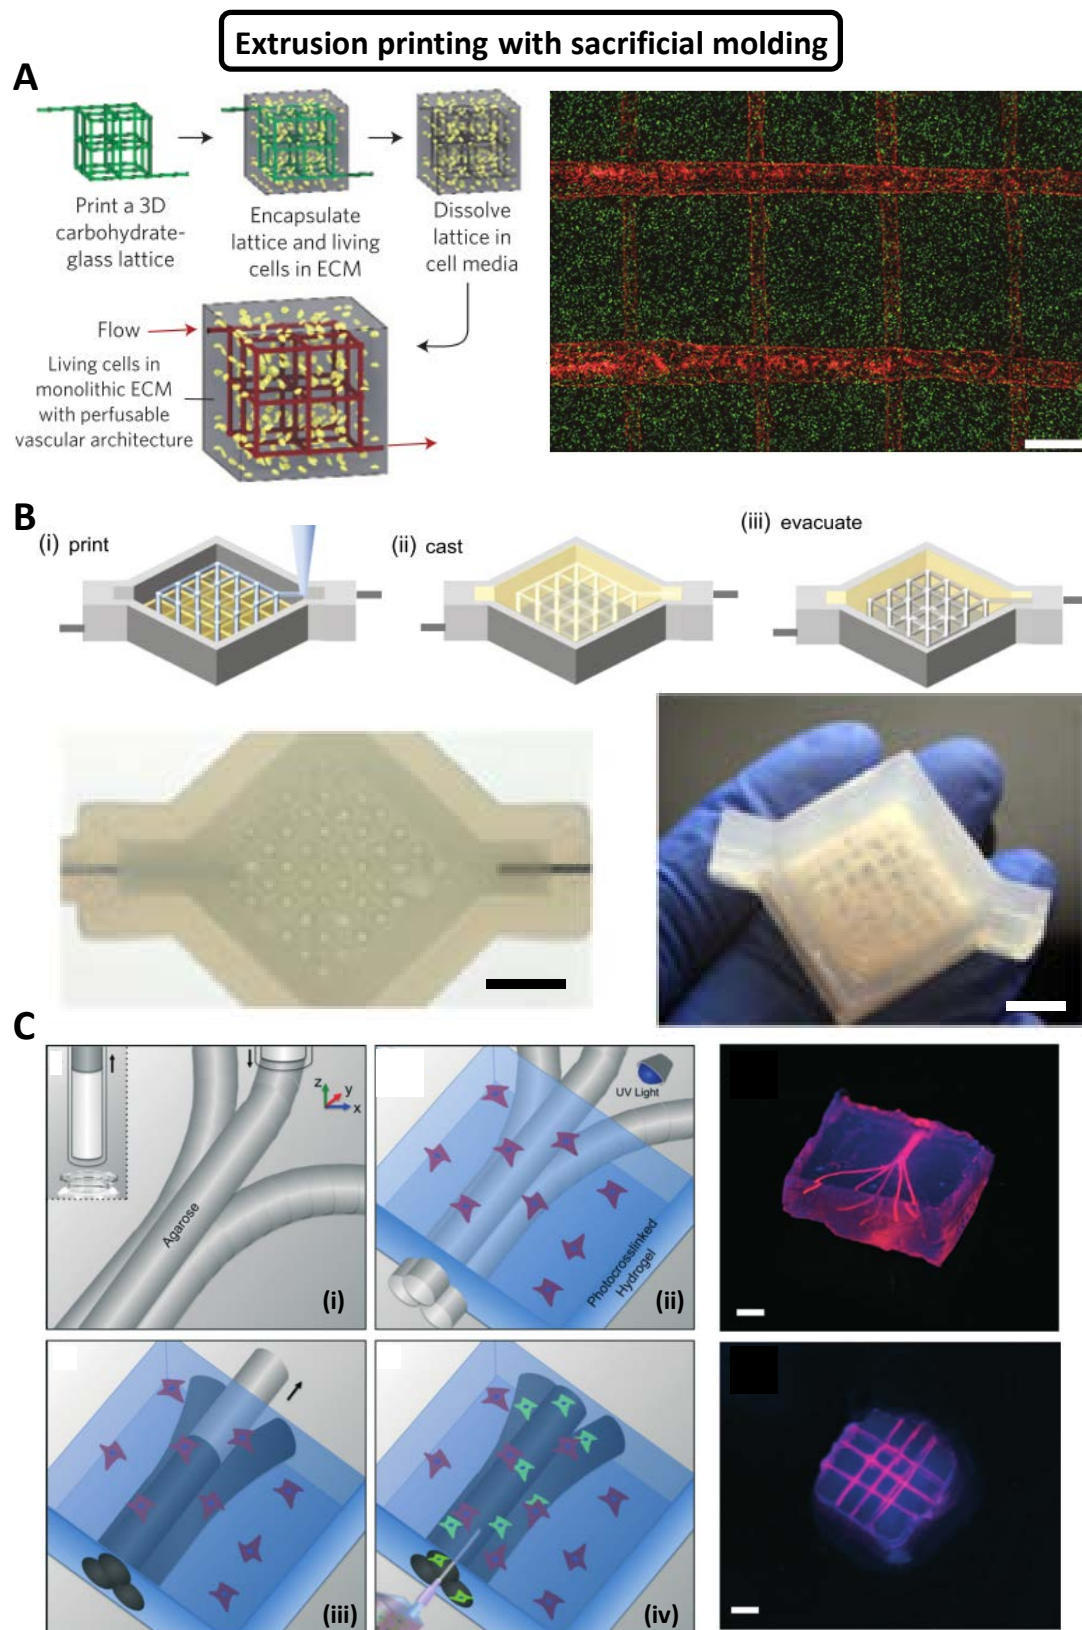 Extrusion printing with sacrificial molding
A
Print a 3D
carbohydrate-
glass lattice
Encapsulate
lattice and living
cells in ECM
Dissolve
lattice in
cell media
Flow
Living cells in
monolithic ECM
with perfusable
vascular architecture
B
(i) print
(ii) cast
(iii) evacuate
C
z
y
x
Agarose
(i)
UV Light
Photocrosslinked
Hydrogel
(ii)
(iii)
(iv)